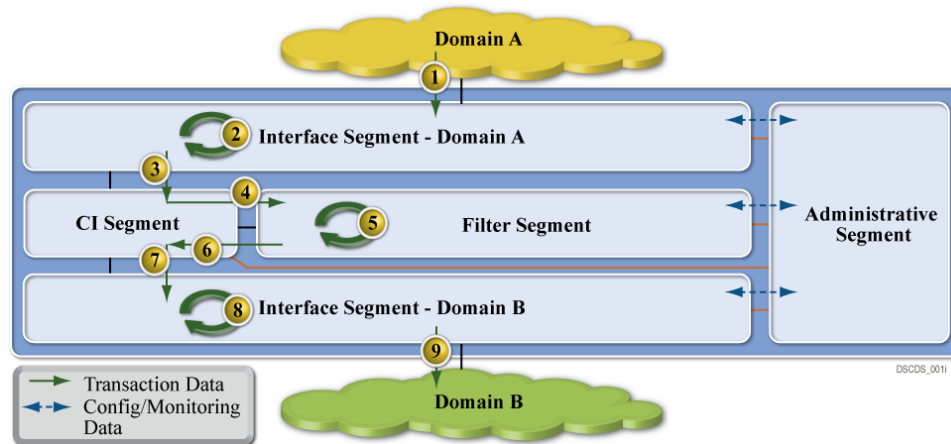 Domain A
1
2
Interface Segment - Domain A
3
4
CI Segment
5
Filter Segment
Administrative
Segment
6
7
8
Interface Segment - Domain B
9
DSCDS_001i
Transaction Data
Config/Monitoring
Data
Domain B